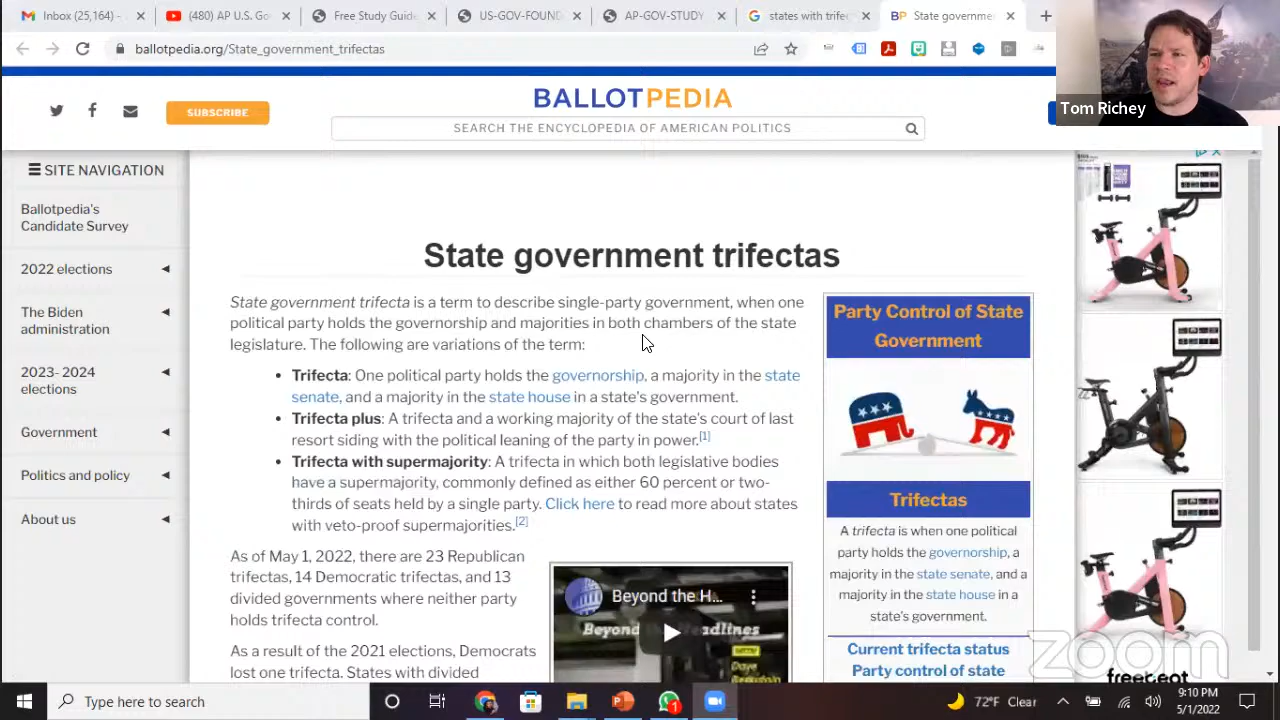 Inbox (25,164) -
(480) AP U.S. Go
Free Study Guide
US-GOV-FOUND
AP-GOV-STUDY
states with trifec
State governme
ballotpedia.org/State_government_trifectas
Tom Richey
SUBSCRIBE
BALLOTPEDIA
SEARCH THE ENCYCLOPEDIA OF AMERICAN POLITICS
SITE NAVIGATION
Ballotpedia's
Candidate Survey
2022 elections
The Biden
administration
2023- 2024
elections
Government
Politics and policy
About us
State government trifectas
State government trifecta is a term to describe single-party government, when one
political party holds the governorship and majorities in both chambers of the state
legislature. The following are variations of the term:
• Trifecta: One political party holds the governorship, a majority in the state
senate, and a majority in the state house in a state's government.
• Trifecta plus: A trifecta and a working majority of the state's court of last
resort siding with the political leaning of the party in power.[1]
• Trifecta with supermajority: A trifecta in which both legislative bodies
have a supermajority, commonly defined as either 60 percent or two-
thirds of seats held by a single party. Click here to read more about states
with veto-proof supermajorities.[2]
As of May 1, 2022, there are 23 Republican
trifectas, 14 Democratic trifectas, and 13
divided governments where neither party
holds trifecta control.
As a result of the 2021 elections, Democrats
lost one trifecta. States with divided
Beyond the H...
Beyond the Headlines
Dave
Party Control of State
Government
Trifectas
A trifecta is when one political
party holds the governorship, a
majority in the state senate, and a
majority in the state house in a
state's government.
Current trifecta status
Party control of state
zoom
freebeat
Type here to search
1
72°F Clear
9:10 PM
5/1/2022